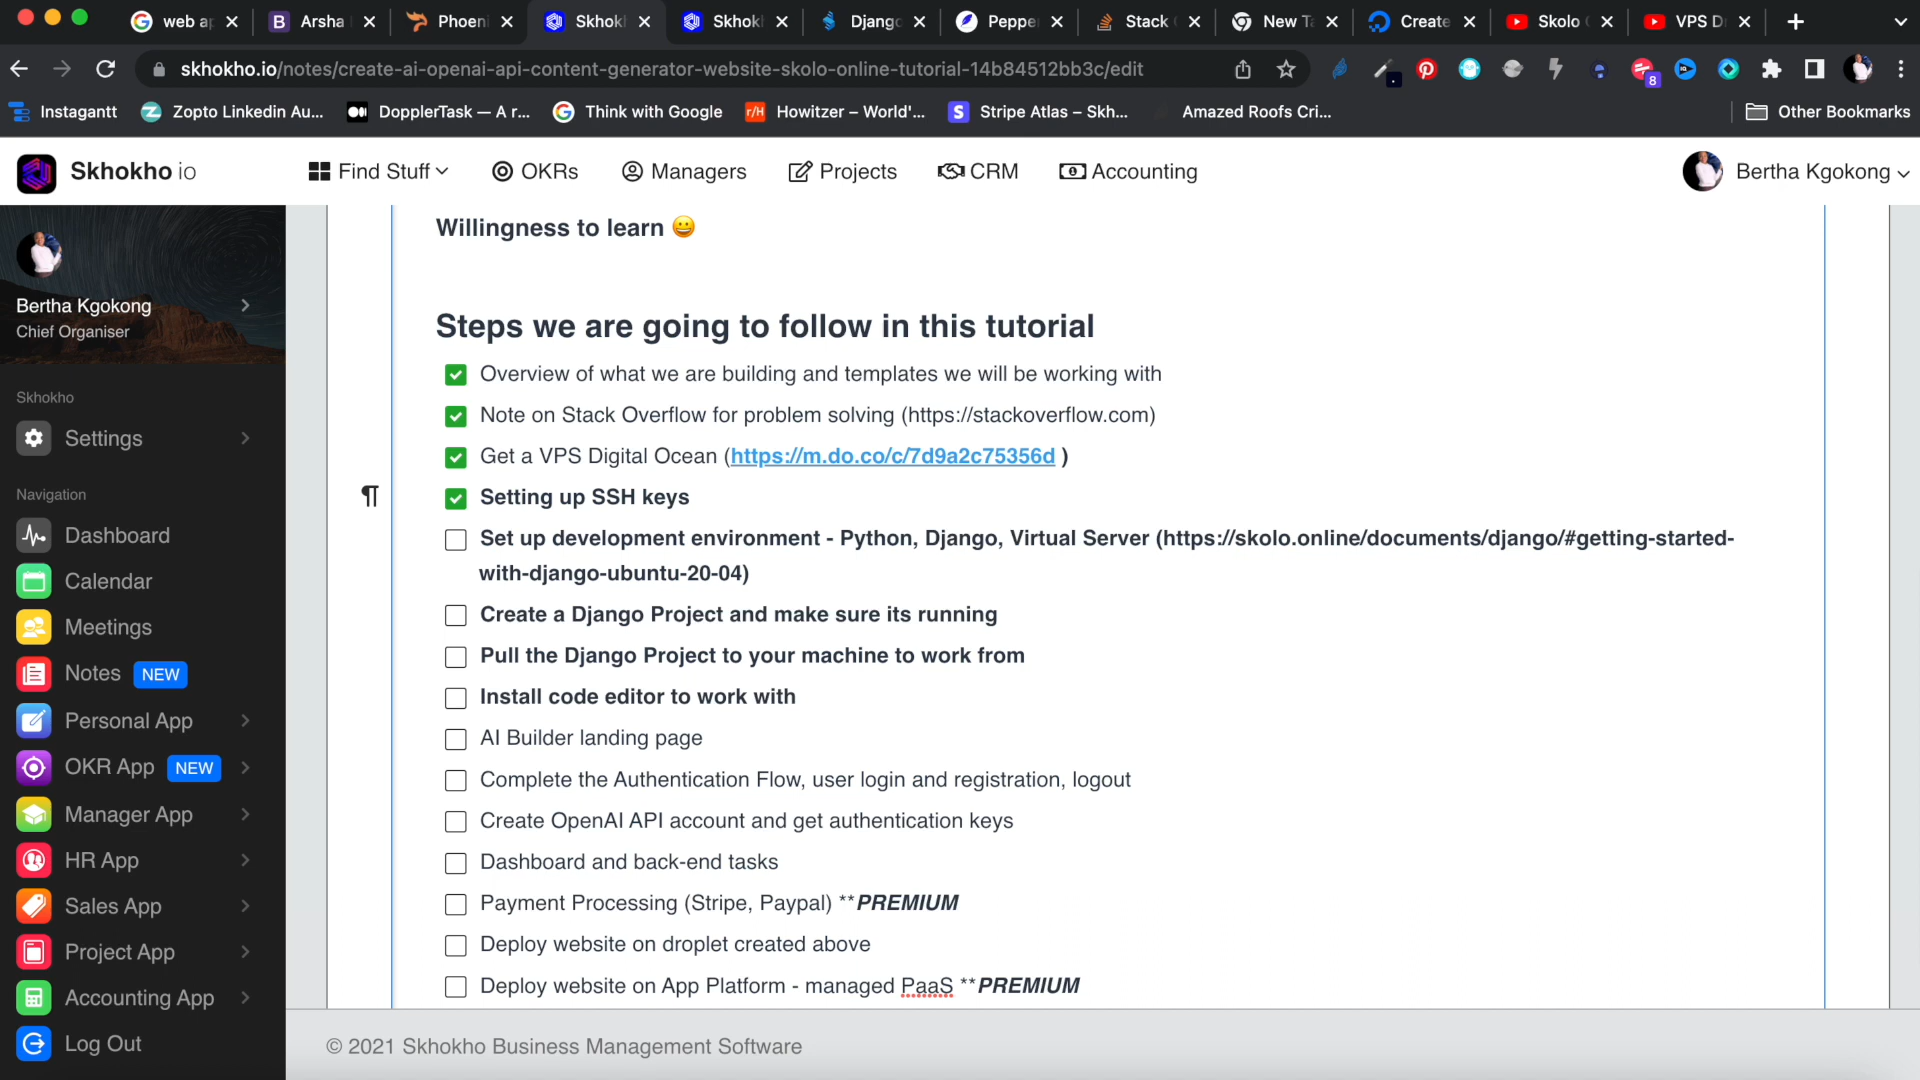 web ap
Arsha
Phoeni
Skhok
Skhok
Django
Peppe
Stack
New Ta
Create
Skolo
VPS D
skhokho.io/notes/create-ai-openai-api-content-generator-website-skolo-online-tutorial-14b84512bb3c/edit
8
Instagantt
Zopto Linkedin Au...
DopplerTask — A r...
Think with Google
r/H Howitzer – World'...
S Stripe Atlas – Skh...
Amazed Roofs Cri...
Other Bookmarks
Skhokho io
Find Stuff
OKRs
Managers
Projects
CRM
Accounting
Bertha Kgokong
Bertha Kgokong
Chief Organiser
Skhokho
Settings
Navigation
Dashboard
Calendar
Meetings
Notes NEW
Personal App
OKR App NEW
Manager App
HR App
Sales App
Project App
Accounting App
Log Out
Willingness to learn 😀
Steps we are going to follow in this tutorial
✅ Overview of what we are building and templates we will be working with
✅ Note on Stack Overflow for problem solving (https://stackoverflow.com)
✅ Get a VPS Digital Ocean (https://m.do.co/c/7d9a2c75356d )
¶ ✅ Setting up SSH keys
Set up development environment - Python, Django, Virtual Server (https://skolo.online/documents/django/#getting-started-
with-django-ubuntu-20-04)
Create a Django Project and make sure its running
Pull the Django Project to your machine to work from
Install code editor to work with
AI Builder landing page
Complete the Authentication Flow, user login and registration, logout
Create OpenAI API account and get authentication keys
Dashboard and back-end tasks
Payment Processing (Stripe, Paypal) **PREMIUM
Deploy website on droplet created above
Deploy website on App Platform - managed PaaS **PREMIUM
© 2021 Skhokho Business Management Software